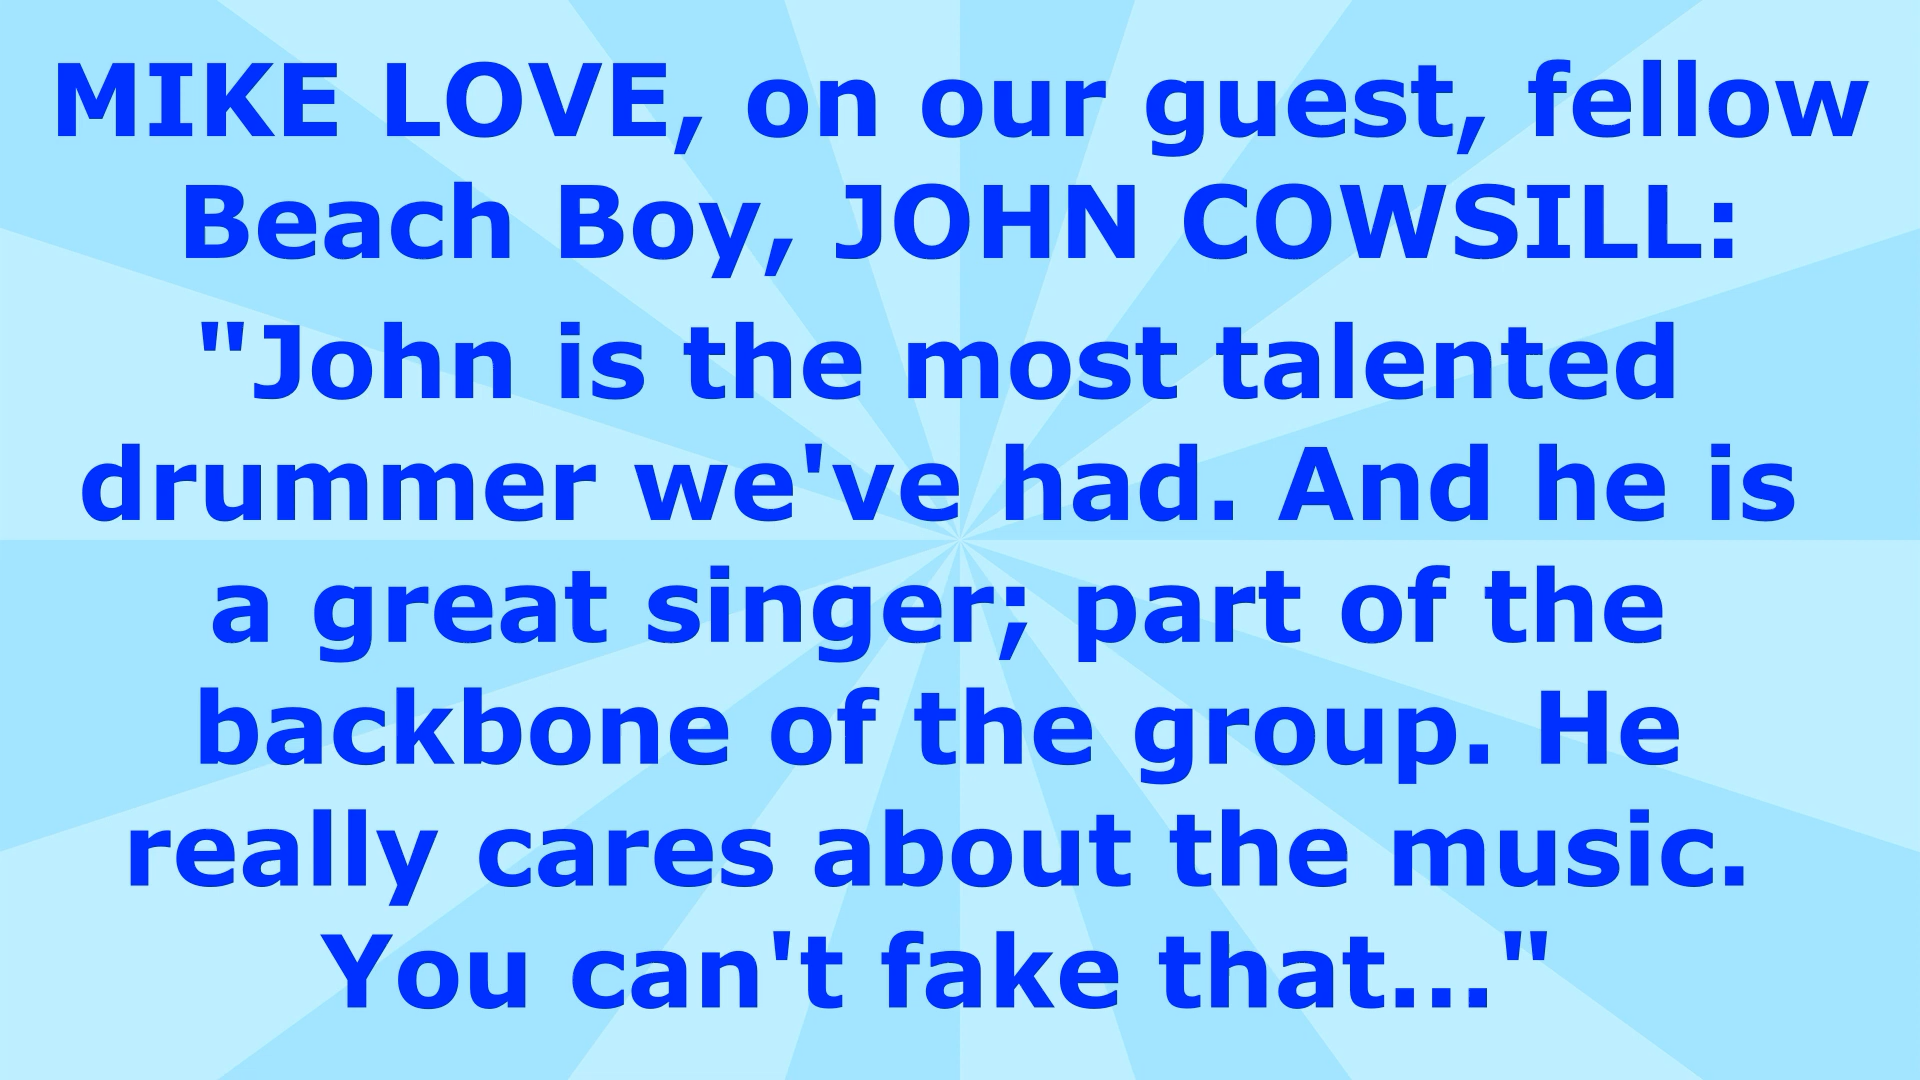 MIKE LOVE, on our guest, fellow
Beach Boy, JOHN COWSILL:
"John is the most talented
drummer we've had. And he is
a great singer; part of the
backbone of the group. He
really cares about the music.
You can't fake that..."